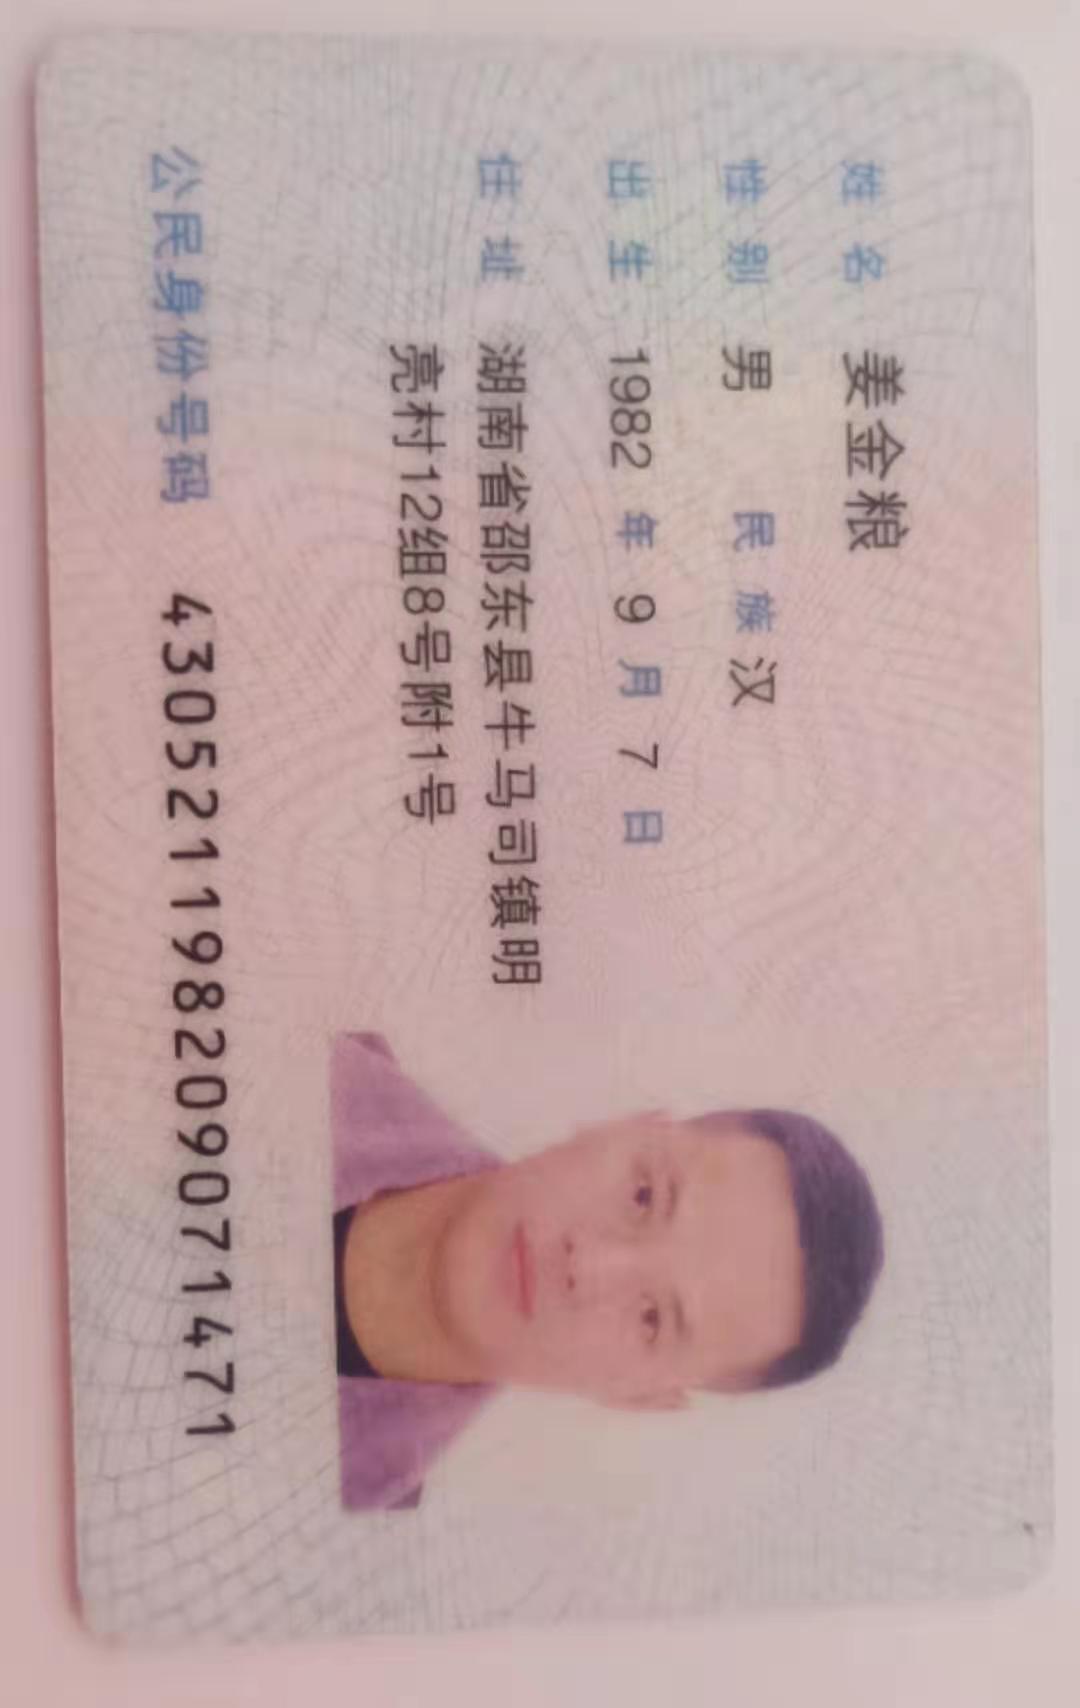 姓名 姜金粮
性别 男 民族 汉
出生 1982 年 9 月 7 日
住址 湖南省邵东县牛马司镇明
亮村12组8号附1号
公民身份号码 430521198209071471